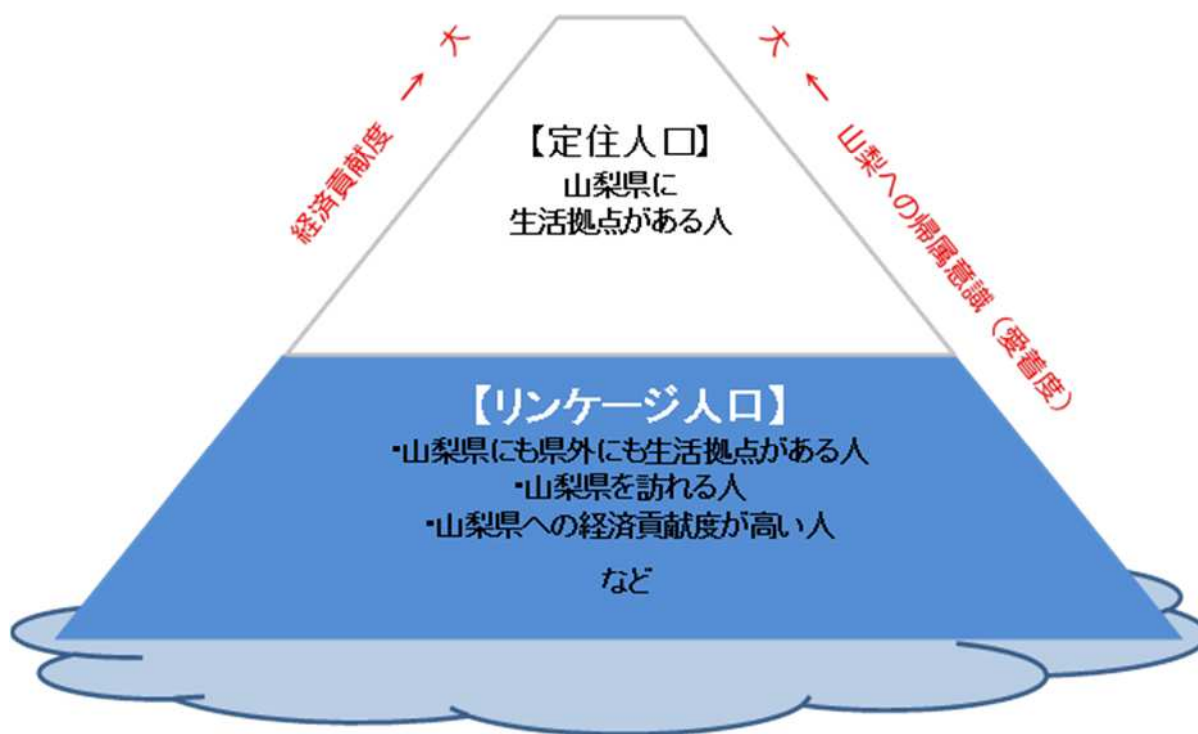 経済貢献度 → 大
大 ← 山梨への帰属意識（愛着度）
【定住人口】
山梨県に
生活拠点がある人
【リンケージ人口】
・山梨県にも県外にも生活拠点がある人
・山梨県を訪れる人
・山梨県への経済貢献度が高い人
など